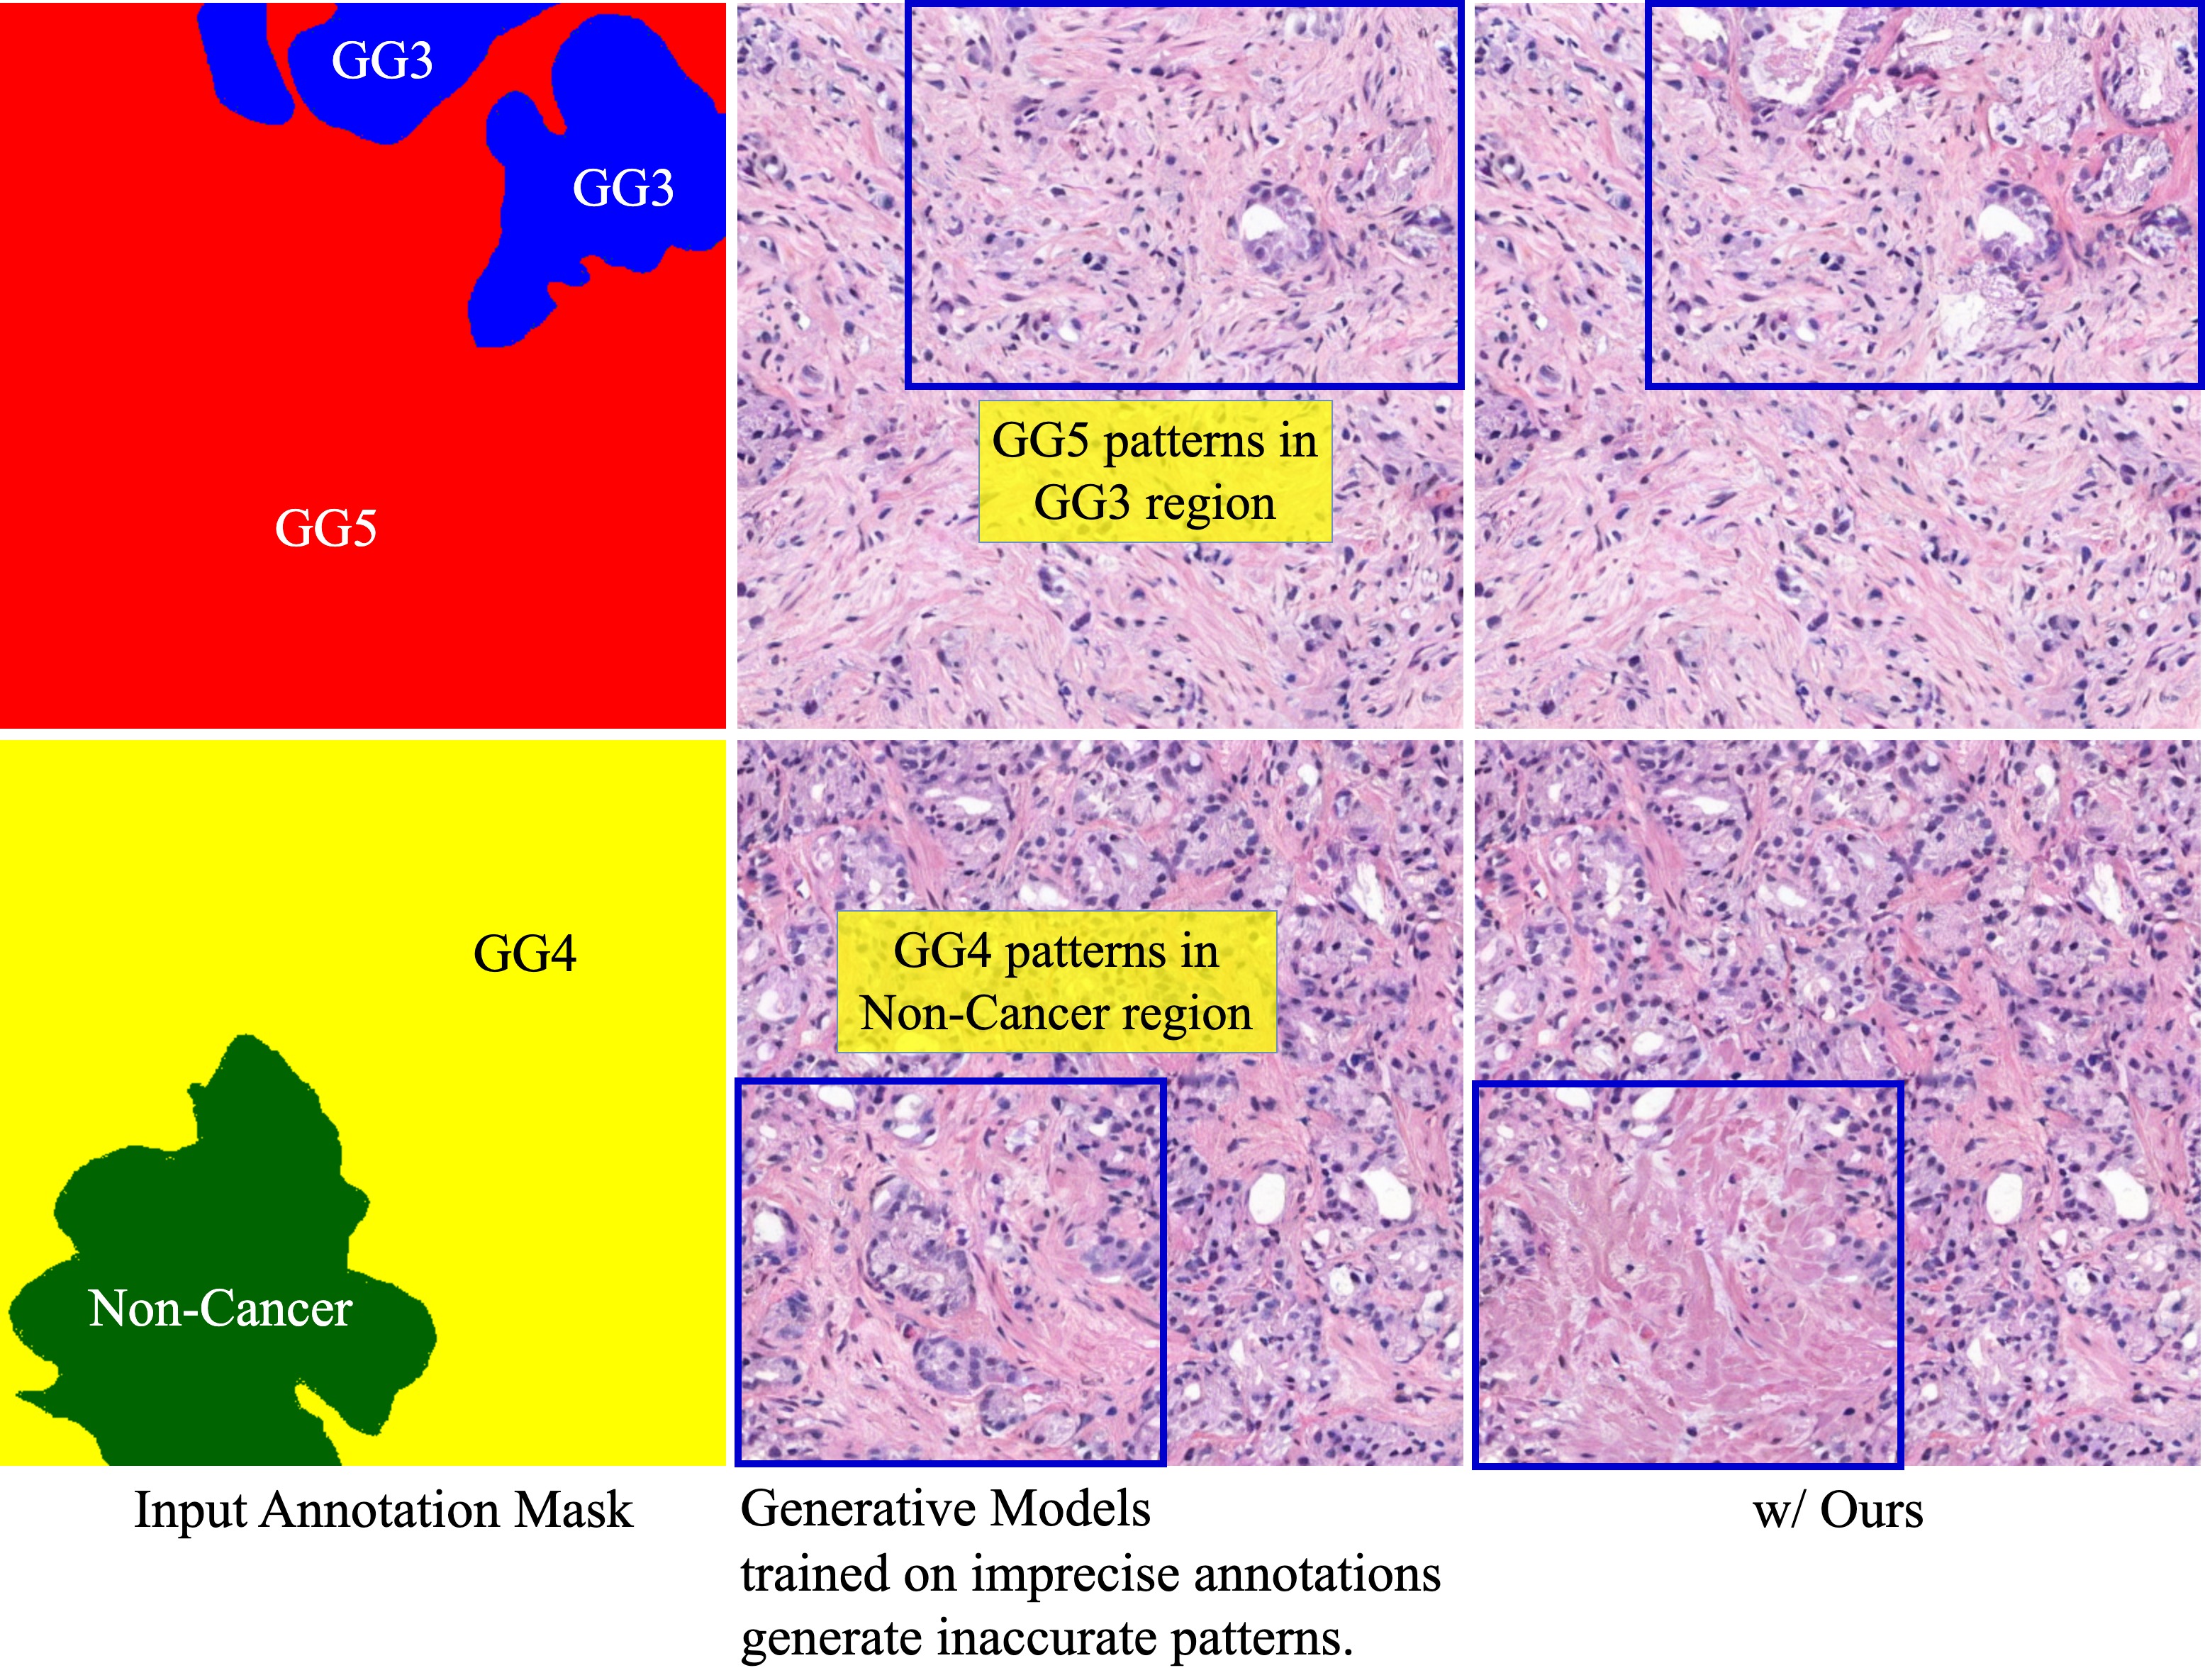 GG3
GG3
GG5
GG5 patterns in
GG3 region
GG4
Non-Cancer
GG4 patterns in
Non-Cancer region
Input Annotation Mask
Generative Models
trained on imprecise annotations
generate inaccurate patterns.
w/ Ours